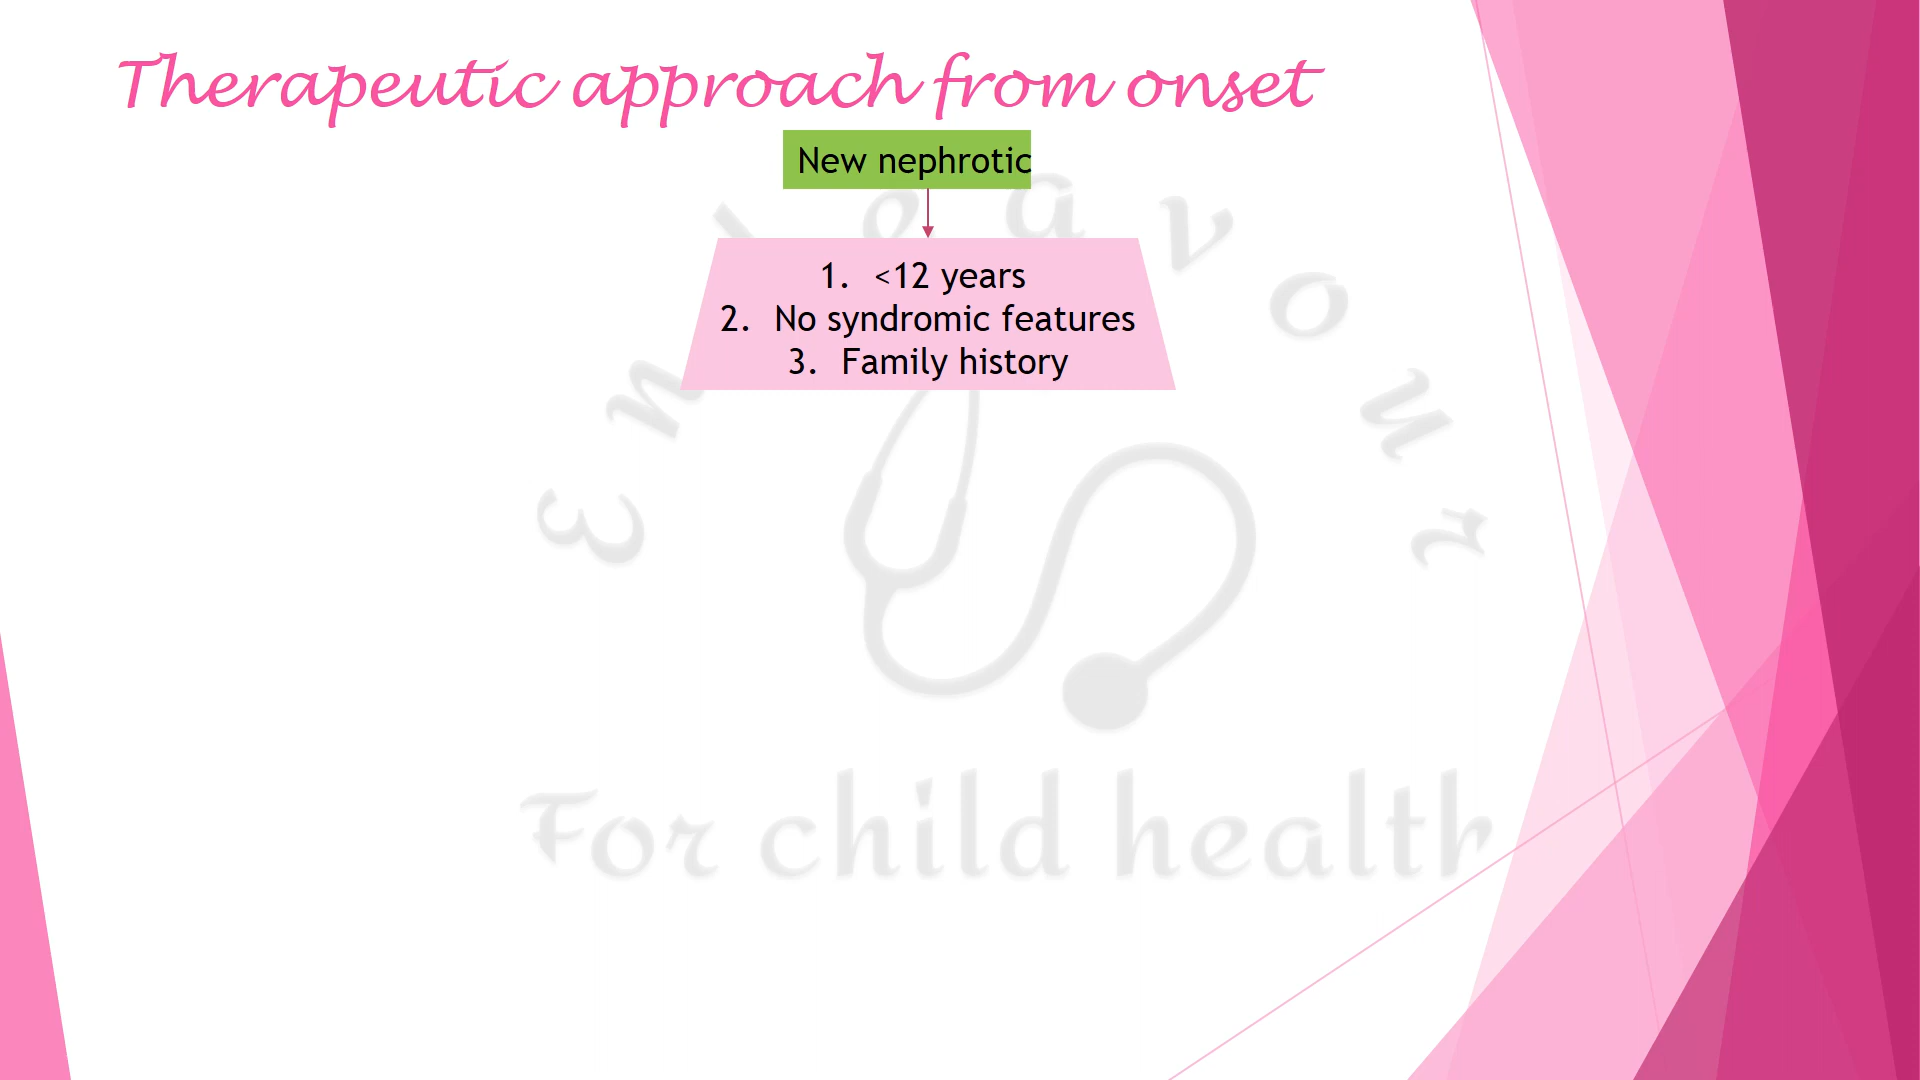 Therapeutic approach from onset
New nephrotic
1. <12 years
2. No syndromic features
3. Family history
Endeavour
For child health